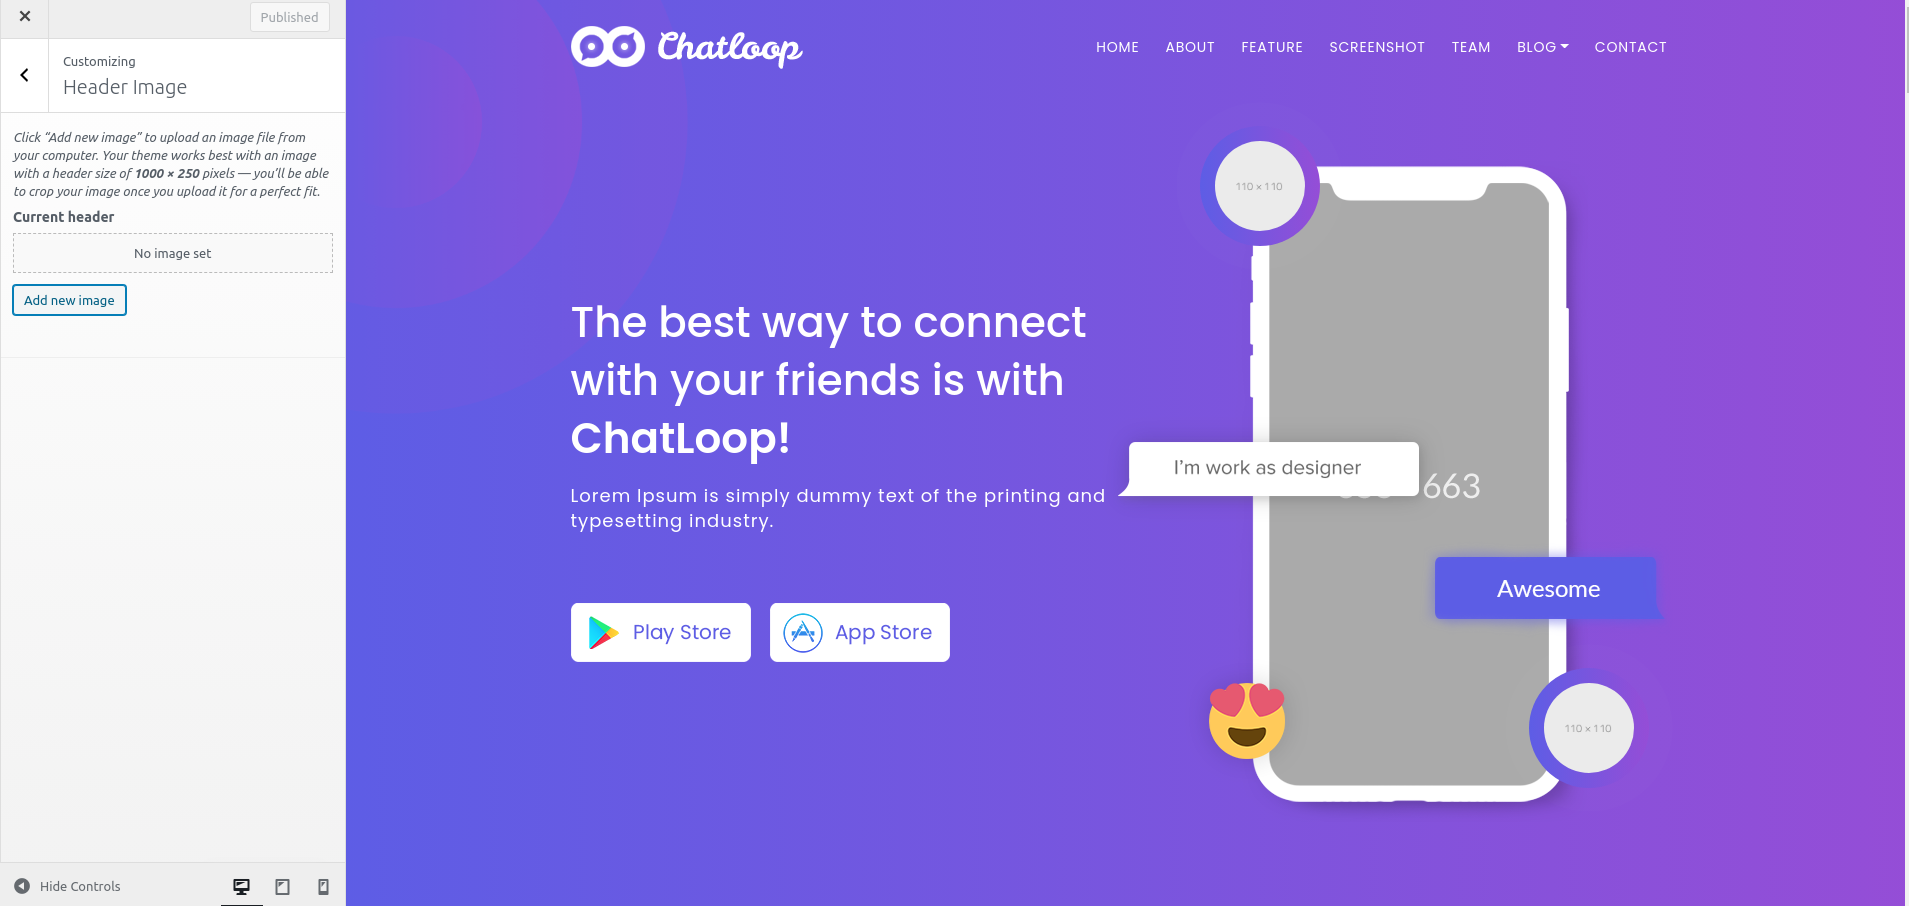 Published
Customizing
Header Image
Click “Add new image” to upload an image file from
your computer. Your theme works best with an image
with a header size of 1000 × 250 pixels — you’ll be able
to crop your image once you upload it for a perfect fit.
Current header
No image set
Add new image
Hide Controls
Chatloop
HOME ABOUT FEATURE SCREENSHOT TEAM BLOG CONTACT
110 × 110
The best way to connect
with your friends is with
ChatLoop!
Lorem Ipsum is simply dummy text of the printing and
typesetting industry.
Play Store
App Store
I’m work as designer
663
Awesome
110 × 110